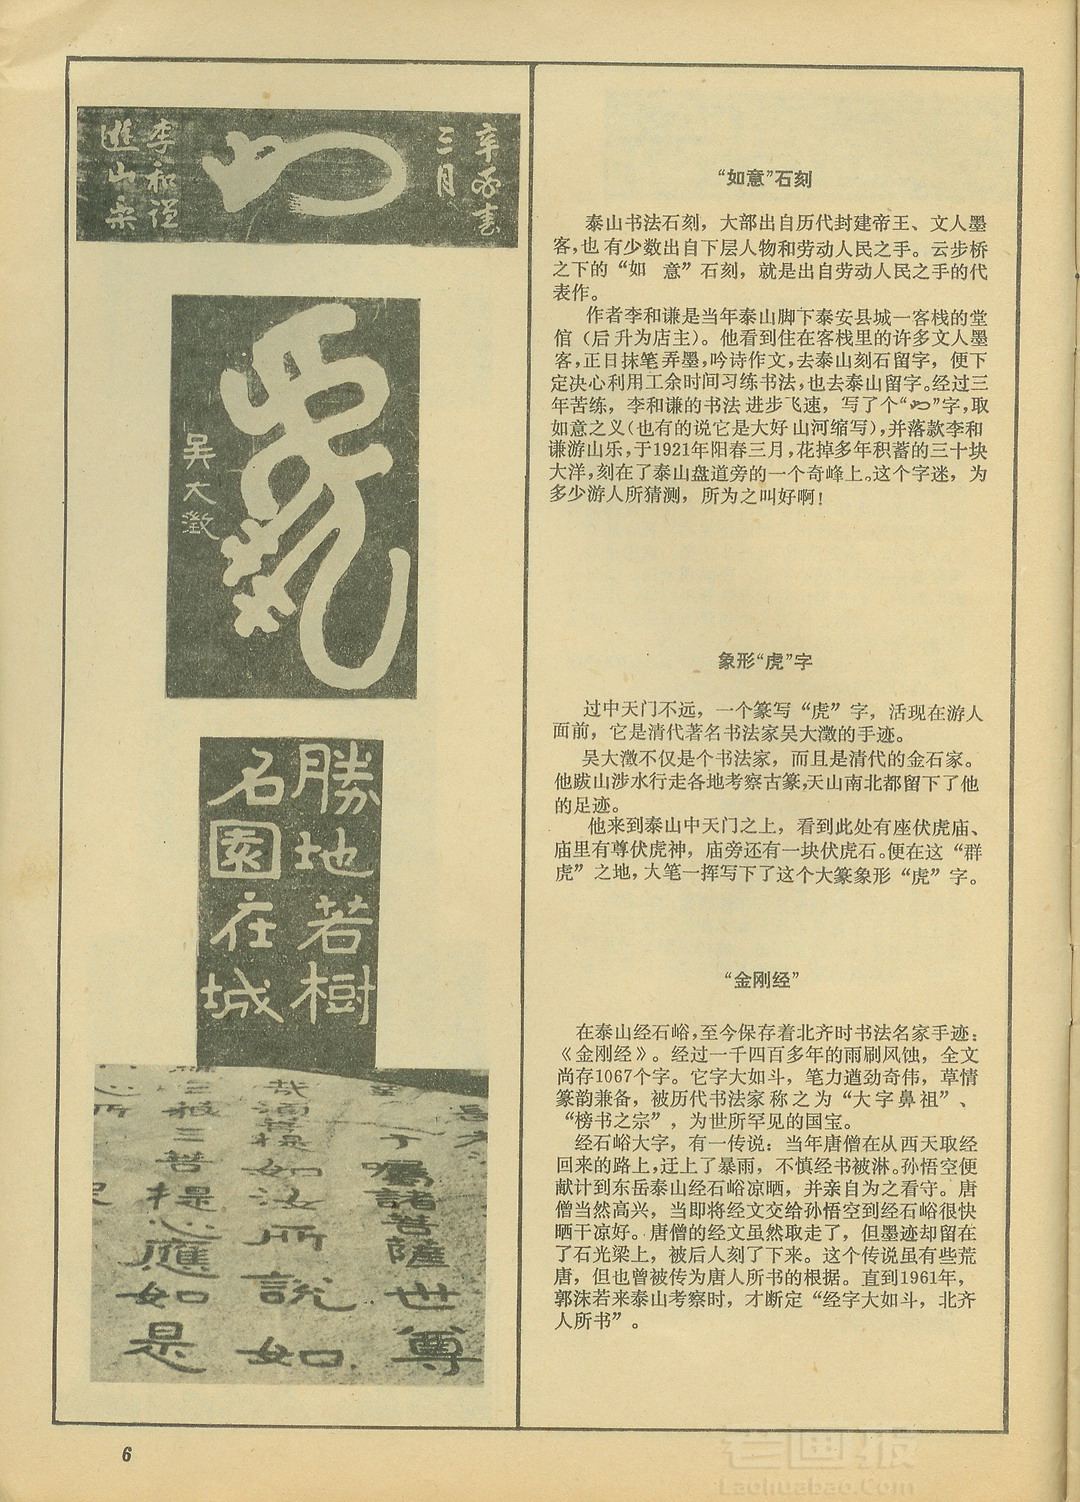 辛酉春
三月
李和谦
游山乐
吴大澂
勝地若樹
名園在城
嘱諸菩薩世尊
菩提如汝所説如
三菩提心應如是
6
“如意”石刻
泰山书法石刻，大部出自历代封建帝王、文人墨
客，也有少数出自下层人物和劳动人民之手。云步桥
之下的“如 意”石刻，就是出自劳动人民之手的代
表作。
作者李和谦是当年泰山脚下泰安县城一客栈的堂
倌（后升为店主）。他看到住在客栈里的许多文人墨
客，正日抹笔弄墨，吟诗作文，去泰山刻石留字，便下
定决心利用工余时间习练书法，也去泰山留字。经过三
年苦练，李和谦的书法进步飞速，写了个“”字，取
如意之义（也有的说它是大好山河缩写），并落款李和
谦游山乐，于1921年阳春三月，花掉多年积蓄的三十块
大洋，刻在了泰山盘道旁的一个奇峰上。这个字迷，为
多少游人所猜测，所为之叫好啊！
象形“虎”字
过中天门不远，一个篆写“虎”字，活现在游人
面前，它是清代著名书法家吴大澂的手迹。
吴大澂不仅是个书法家，而且是清代的金石家。
他跋山涉水行走各地考察古篆，天山南北都留下了他
的足迹。
他来到泰山中天门之上，看到此处有座伏虎庙、
庙里有尊伏虎神，庙旁还有一块伏虎石。便在这“群
虎”之地，大笔一挥写下了这个大篆象形“虎”字。
“金刚经”
在泰山经石峪，至今保存着北齐时书法名家手迹：
《金刚经》。经过一千四百多年的雨刷风蚀，全文
尚存1067个字。它字大如斗，笔力遒劲奇伟，草情
篆韵兼备，被历代书法家称之为“大字鼻祖”、
“榜书之宗”，为世所罕见的国宝。
经石峪大字，有一传说：当年唐僧在从西天取经
回来的路上，迂上了暴雨，不慎经书被淋。孙悟空便
献计到东岳泰山经石峪凉晒，并亲自为之看守。唐
僧当然高兴，当即将经文交给孙悟空到经石峪很快
晒干凉好。唐僧的经文虽然取走了，但墨迹却留在
了石光梁上，被后人刻了下来。这个传说虽有些荒
唐，但也曾被传为唐人所书的根据。直到1961年，
郭沫若来泰山考察时，才断定“经字大如斗，北齐
人所书”。
老画报
Laohuabao.Com